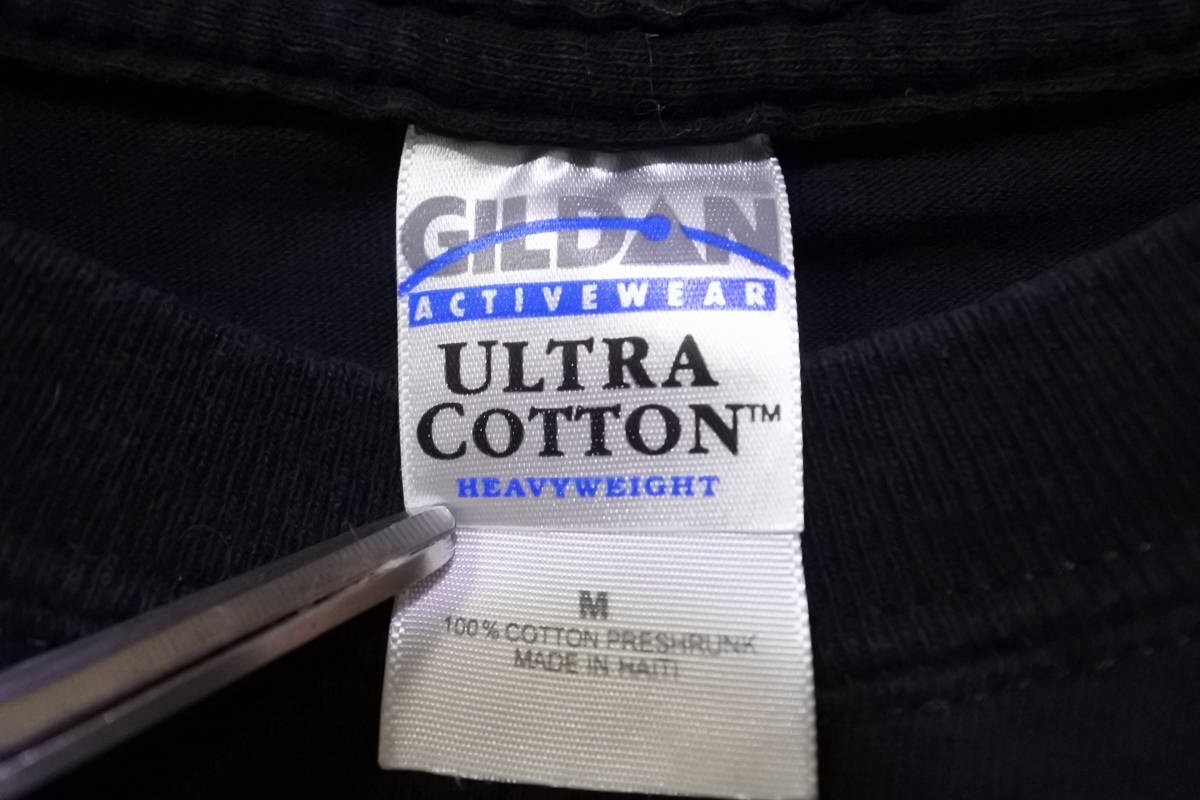 GILDAN
ACTIVEWEAR
ULTRA
COTTON™
HEAVYWEIGHT
M
100% COTTON PRESHRUNK
MADE IN HAITI